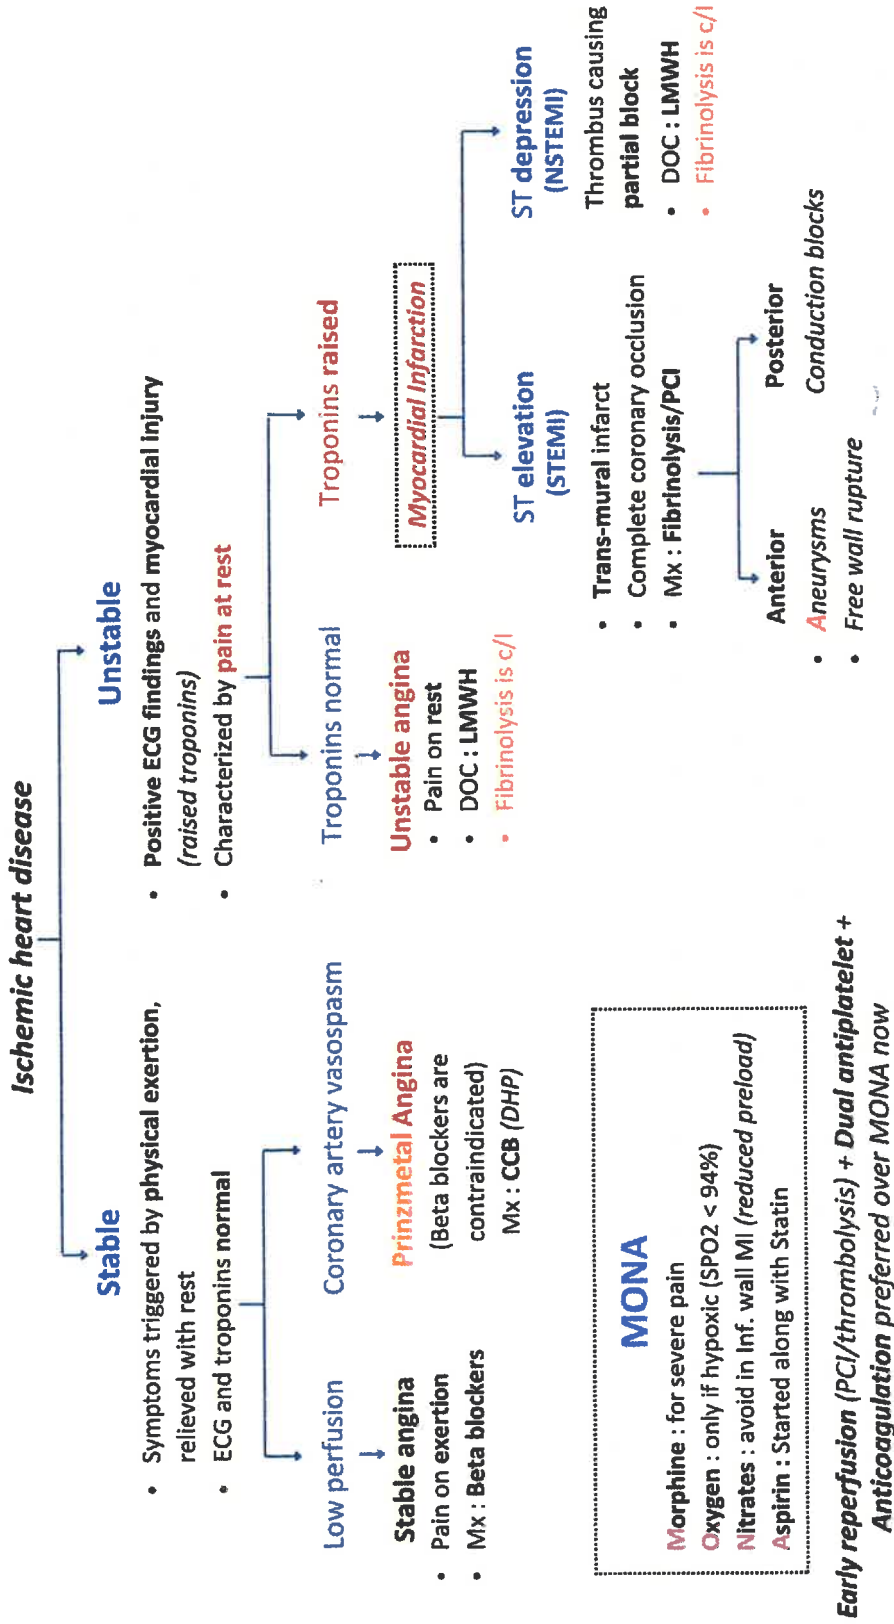 Ischemic heart disease
Stable
• Symptoms triggered by physical exertion,
relieved with rest
• ECG and troponins normal
Low perfusion
Stable angina
• Pain on exertion
• Mx : Beta blockers
Coronary artery vasospasm
Prinzmetal Angina
(Beta blockers are
contraindicated)
Mx : CCB (DHP)
Unstable
• Positive ECG findings and myocardial injury
(raised troponins)
• Characterized by pain at rest
Troponins normal
Unstable angina
• Pain on rest
• DOC : LMWH
• Fibrinolysis is c/I
Troponins raised
Myocardial Infarction
ST elevation
(STEMI)
• Trans-mural infarct
• Complete coronary occlusion
• Mx : Fibrinolysis/PCI
Anterior
• Aneurysms
• Free wall rupture
Posterior
Conduction blocks
ST depression
(NSTEMI)
Thrombus causing
partial block
• DOC : LMWH
• Fibrinolysis is c/I
MONA
Morphine : for severe pain
Oxygen : only if hypoxic (SPO2 < 94%)
Nitrates : avoid in Inf. wall MI (reduced preload)
Aspirin : Started along with Statin
Early reperfusion (PCI/thrombolysis) + Dual antiplatelet +
Anticoagulation preferred over MONA now